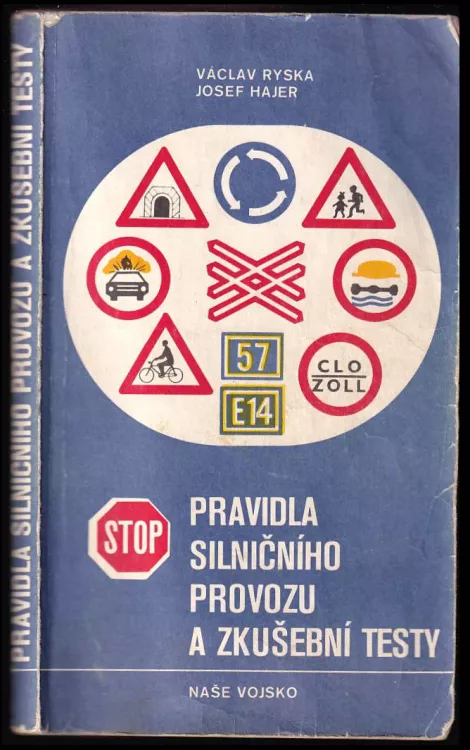 PRAVIDLA SILNIČNÍHO PROVOZU A ZKUŠEBNÍ TESTY
VÁCLAV RYSKA
JOSEF HAJER
57
E14
CLO
ZOLL
STOP
PRAVIDLA
SILNIČNÍHO
PROVOZU
A ZKUŠEBNÍ TESTY
NAŠE VOJSKO